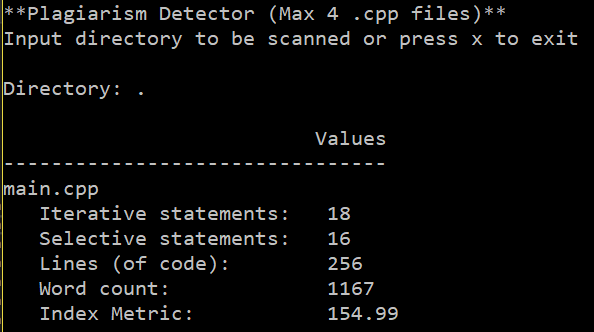 **Plagiarism Detector (Max 4 .cpp files)**
Input directory to be scanned or press x to exit
Directory: .
Values
---------------------------------
main.cpp
Iterative statements: 18
Selective statements: 16
Lines (of code): 256
Word count: 1167
Index Metric: 154.99